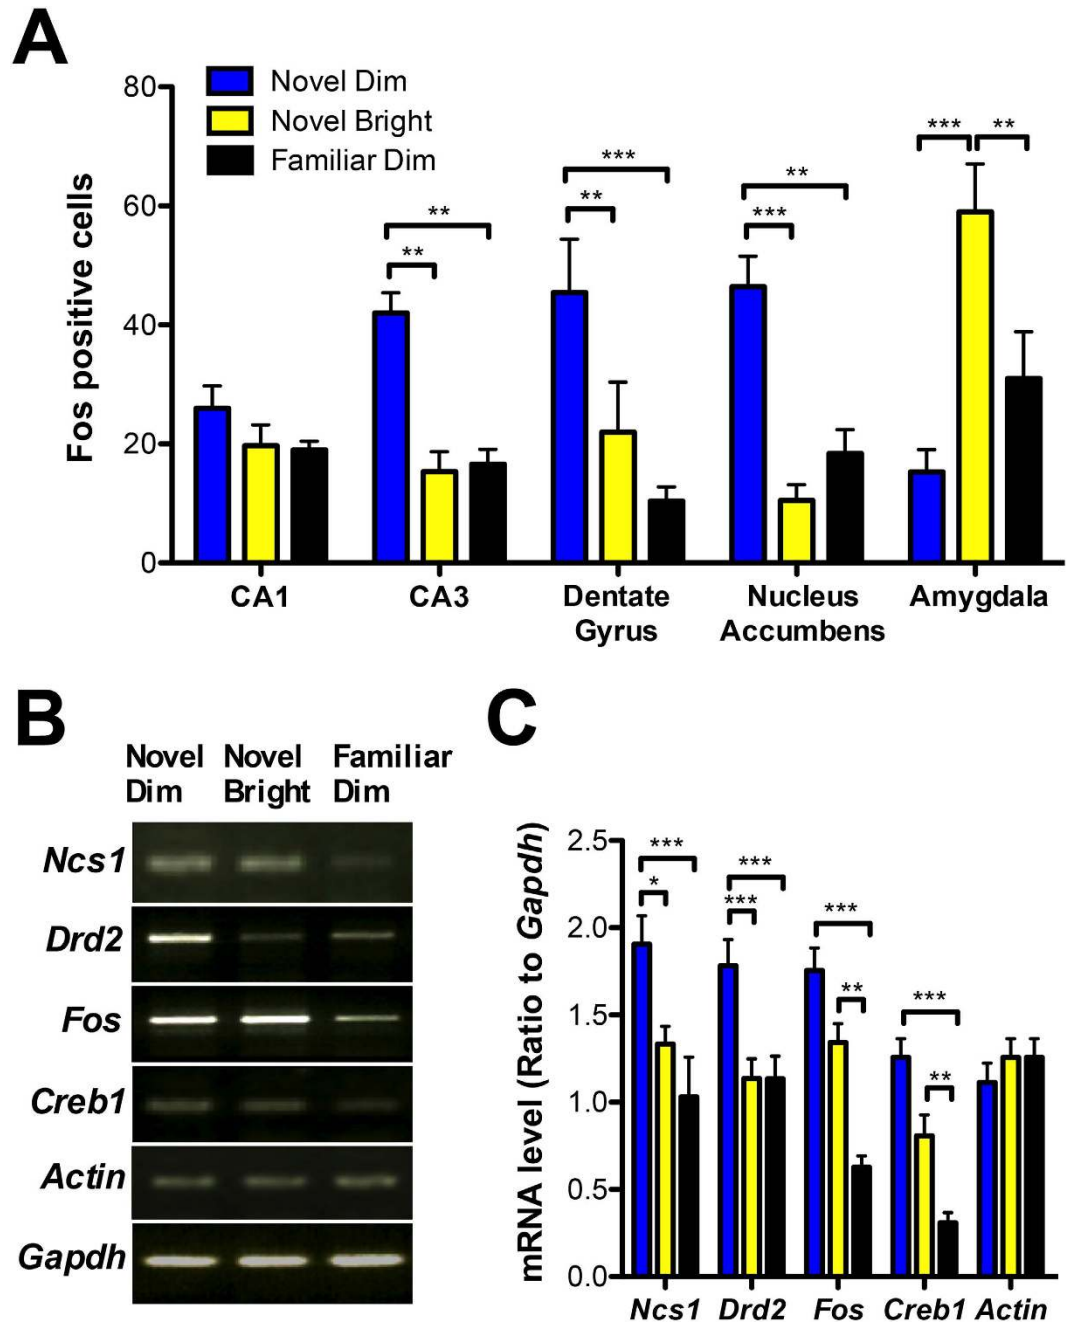 A
Novel Dim
Novel Bright
Familiar Dim
Fos positive cells
80
60
40
20
0
**
**
***
**
**
***
***
**
CA1
CA3
Dentate
Gyrus
Nucleus
Accumbens
Amygdala
B
Novel
Dim
Novel
Bright
Familiar
Dim
Ncs1
Drd2
Fos
Creb1
Actin
Gapdh
C
mRNA level (Ratio to Gapdh)
2.5
2.0
1.5
1.0
0.5
0.0
***
*
***
***
***
**
***
**
Ncs1
Drd2
Fos
Creb1
Actin